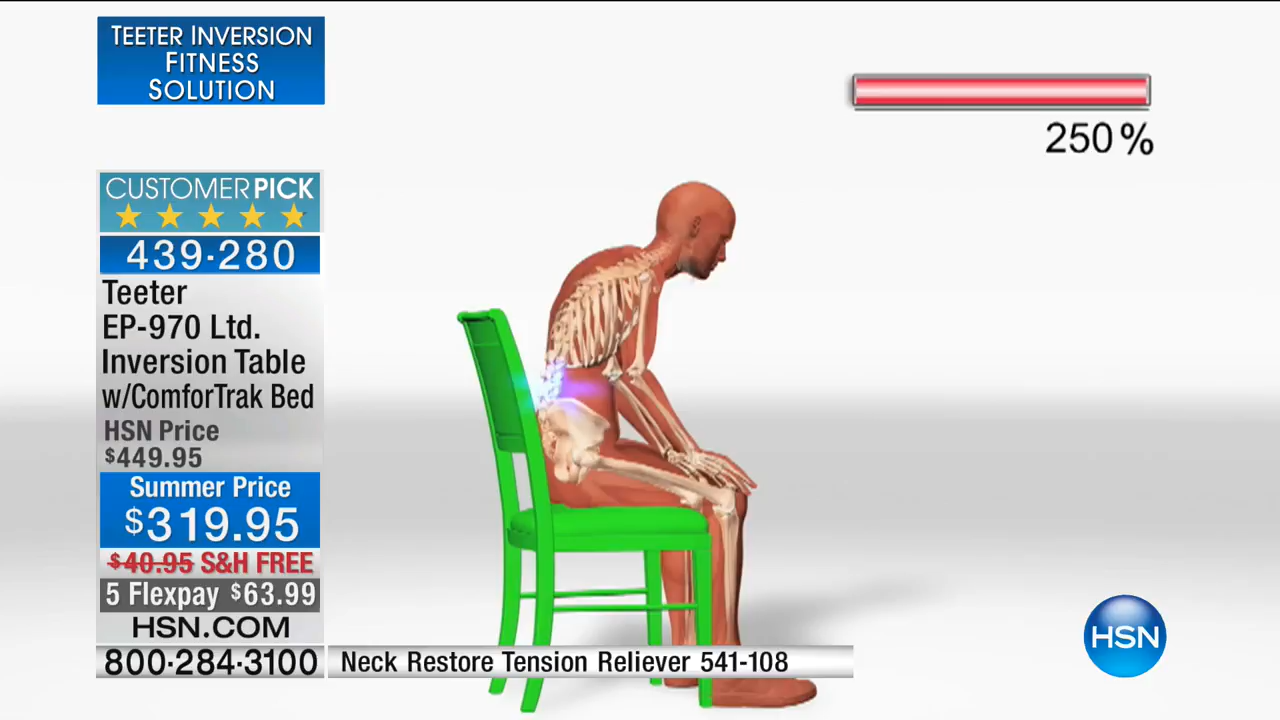 TEETER INVERSION
FITNESS
SOLUTION
250%
CUSTOMERPICK
439·280
Teeter
EP-970 Ltd.
Inversion Table
w/ComforTrak Bed
HSN Price
$449.95
Summer Price
$319.95
$40.95 S&H FREE
5 Flexpay $63.99
HSN.COM
800·284·3100
Neck Restore Tension Reliever 541-108
HSN